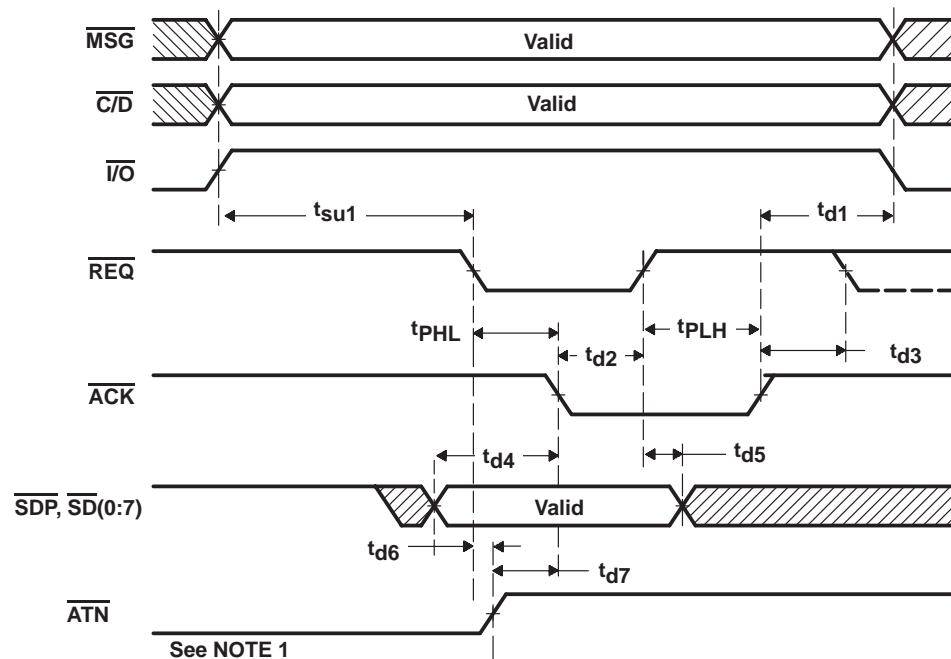 MSG
Valid
C/D
Valid
I/O
tsu1
td1
REQ
tPHL
tPLH
td2
td3
ACK
td4
td5
SDP, SD(0:7)
Valid
td6
td7
ATN
See NOTE 1